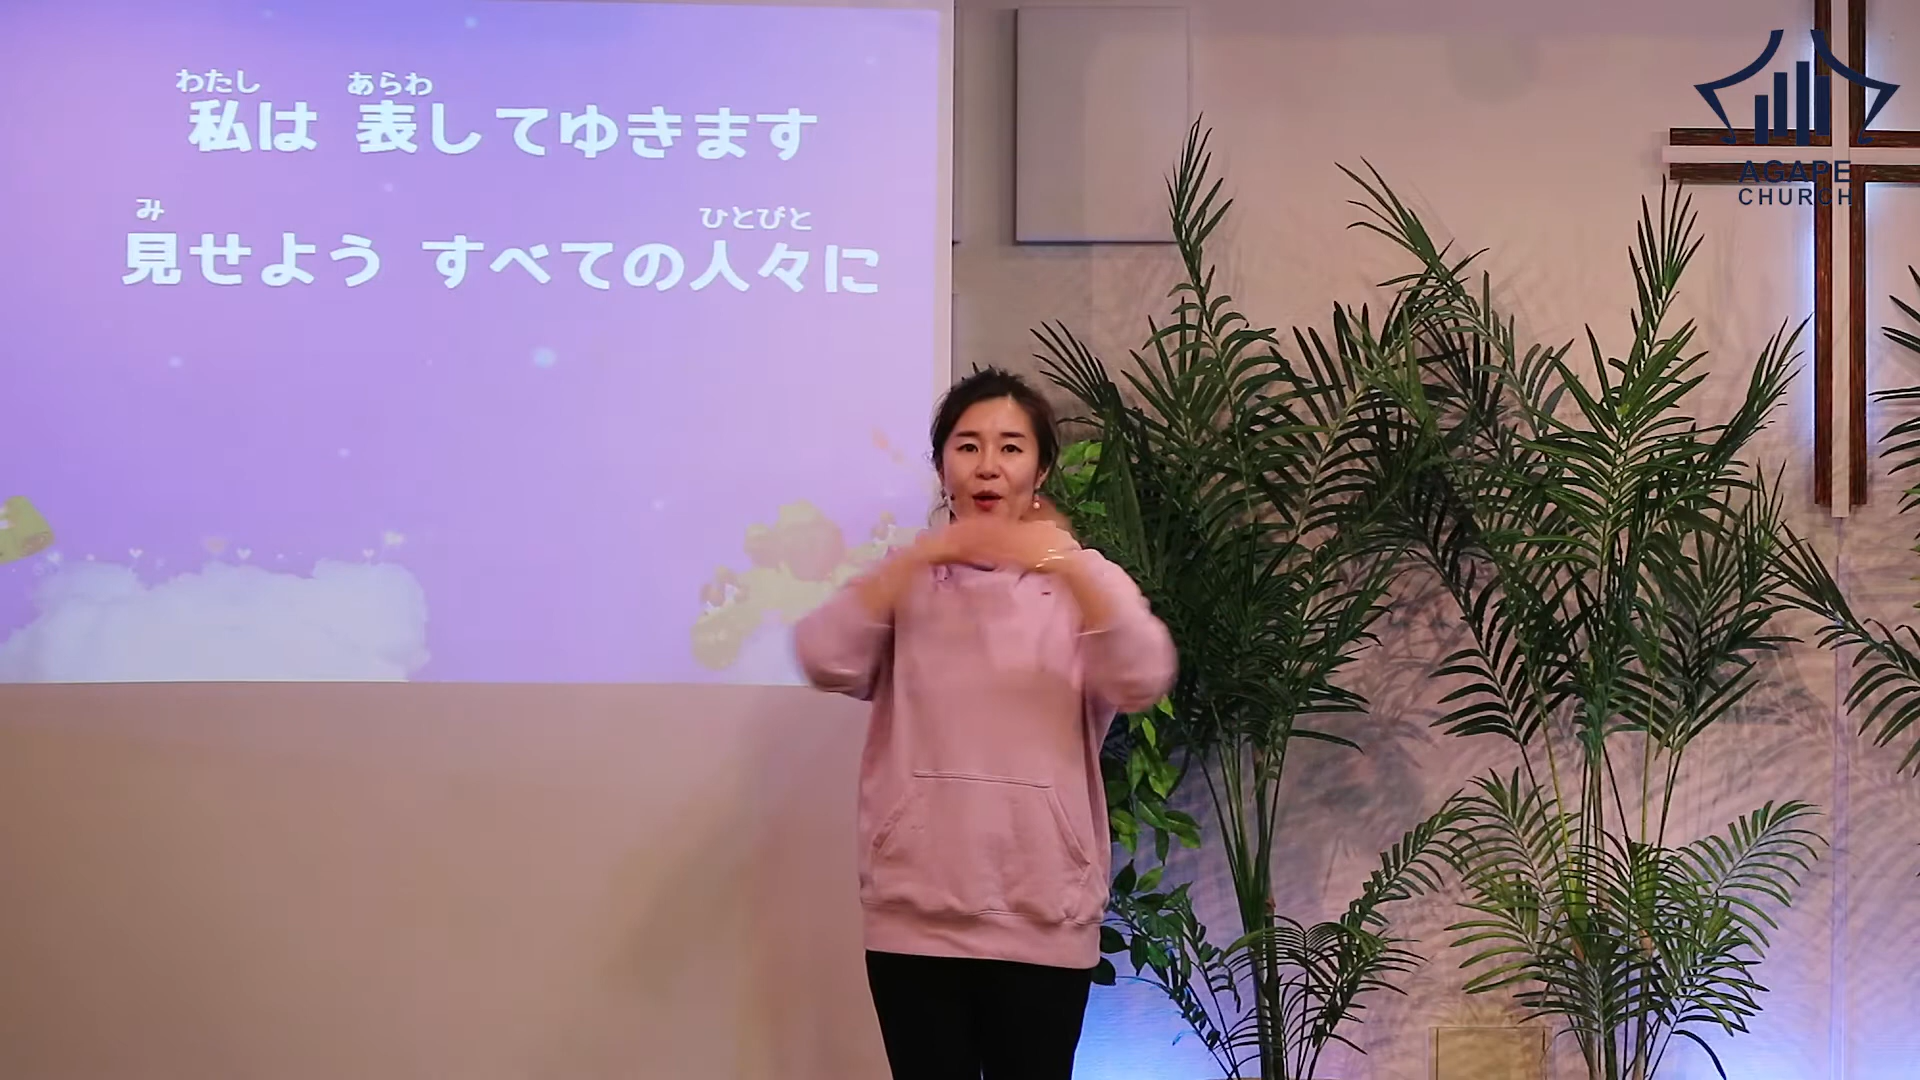 わたし あらわ
私は 表してゆきます
み ひとびと
見せよう すべての人々に
AGAPE
CHURCH